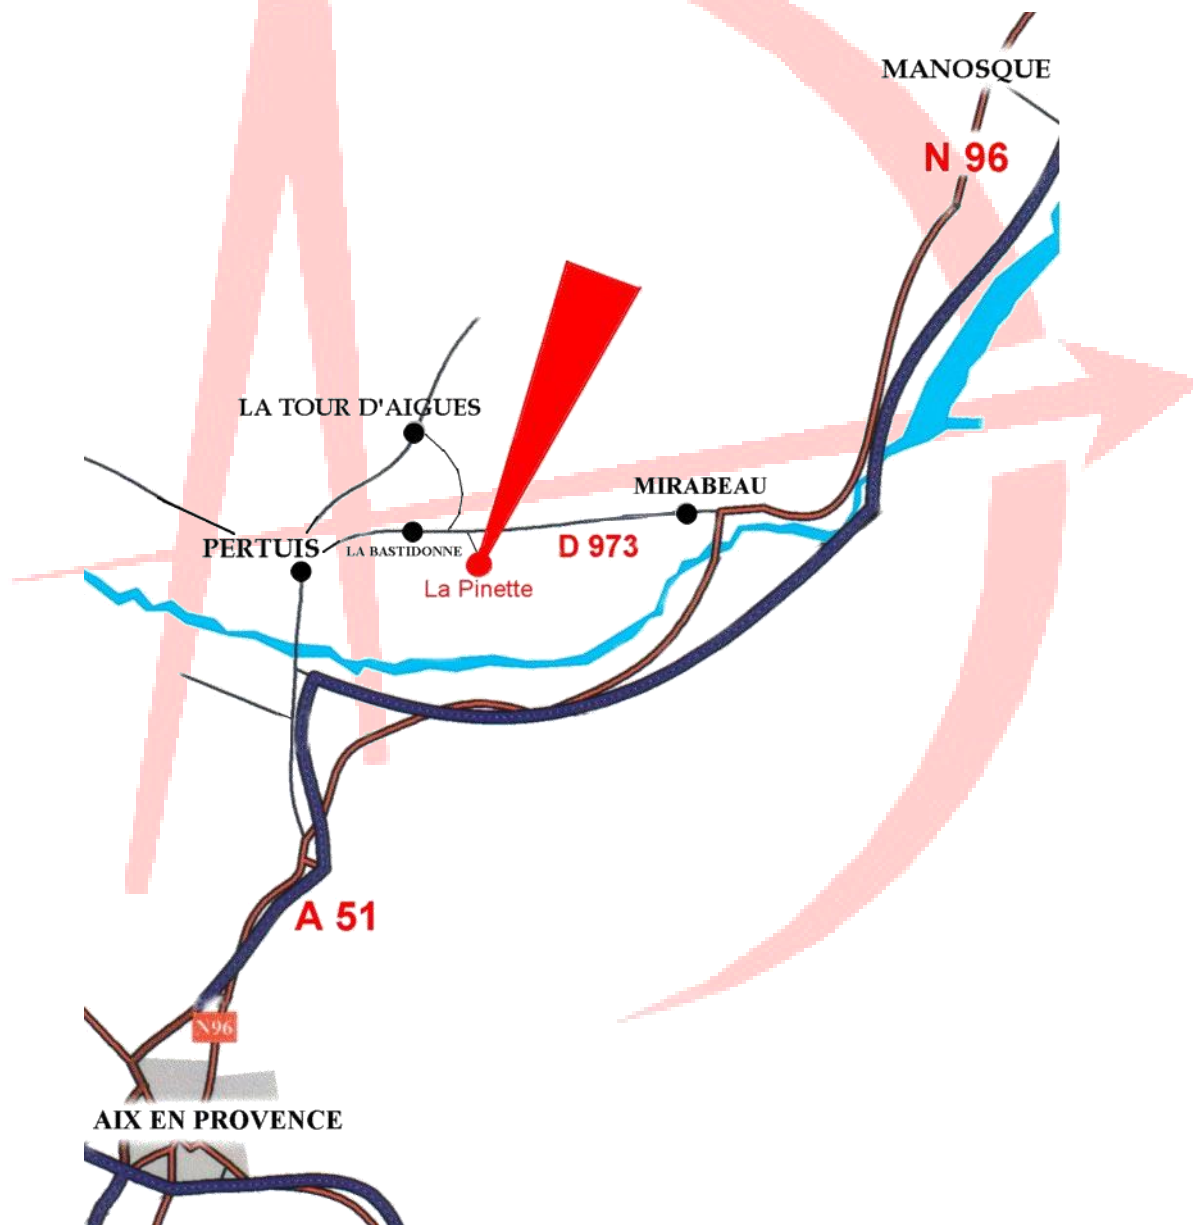 MANOSQUE
N 96
LA TOUR D'AIGUES
MIRABEAU
PERTUIS
LA BASTIDONNE
D 973
La Pinette
A 51
N96
AIX EN PROVENCE